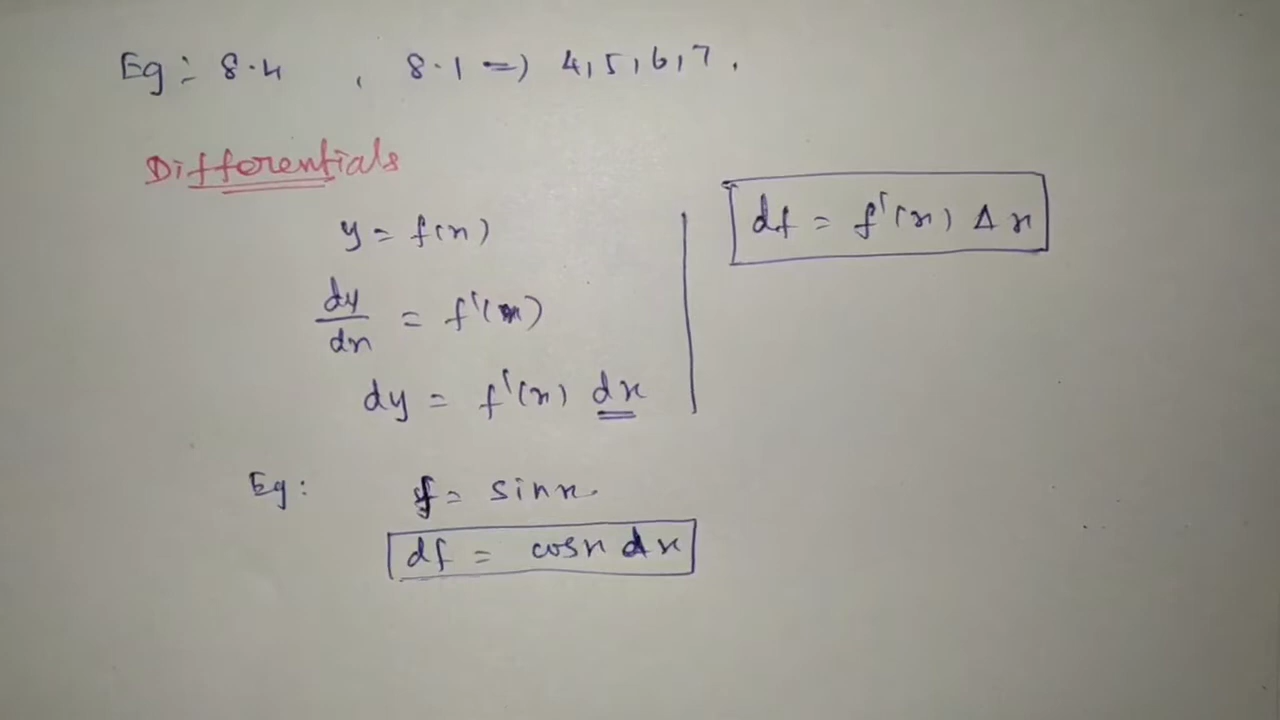 Eg:- 8.4 , 8.1 => 4, 5, 6, 7.
Differentials
y = f(x)
dy/dx = f'(x)
dy = f'(x) dx
df = f'(x) Δx
Eg: f = sinx.
df = cosx dx